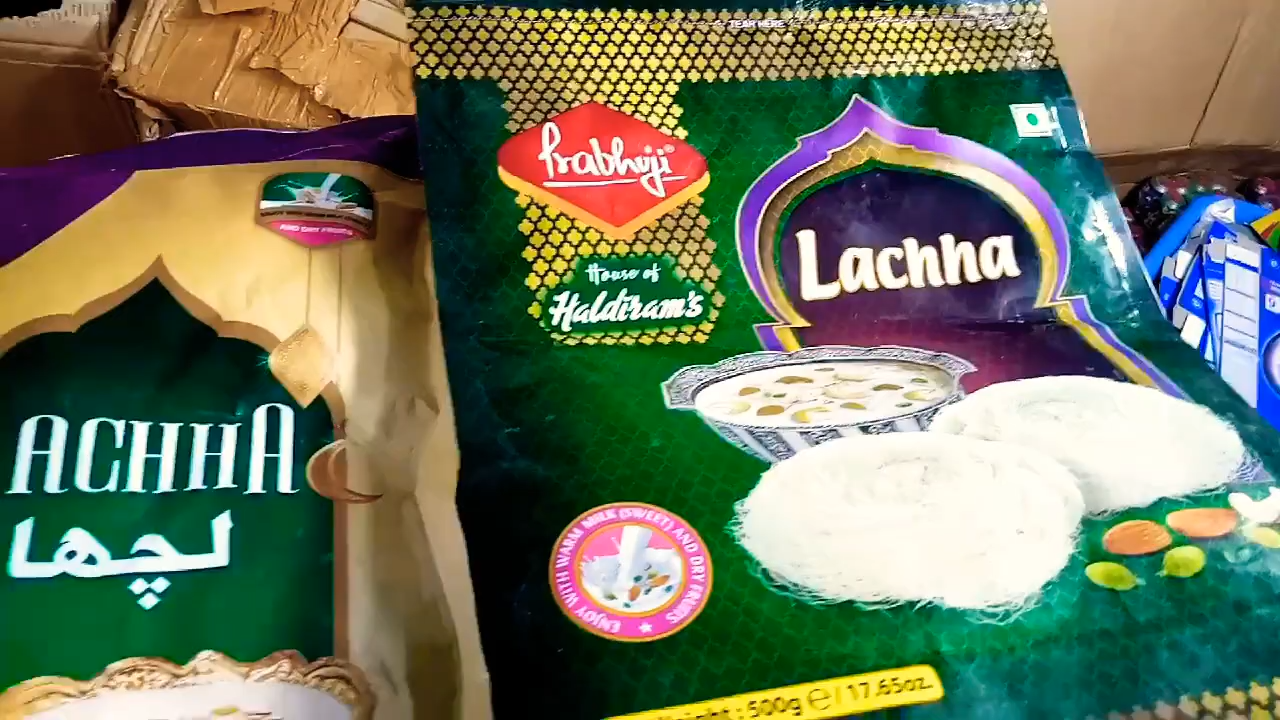 TEAR HERE
Prabhuji®
House of
Haldiram's
Lachha
AND DRY FRUITS
ACHHA
لچھا
ENJOY WITH WARM MILK (SWEET) AND DRY FRUITS
: 500g ℮ / 17.65oz.